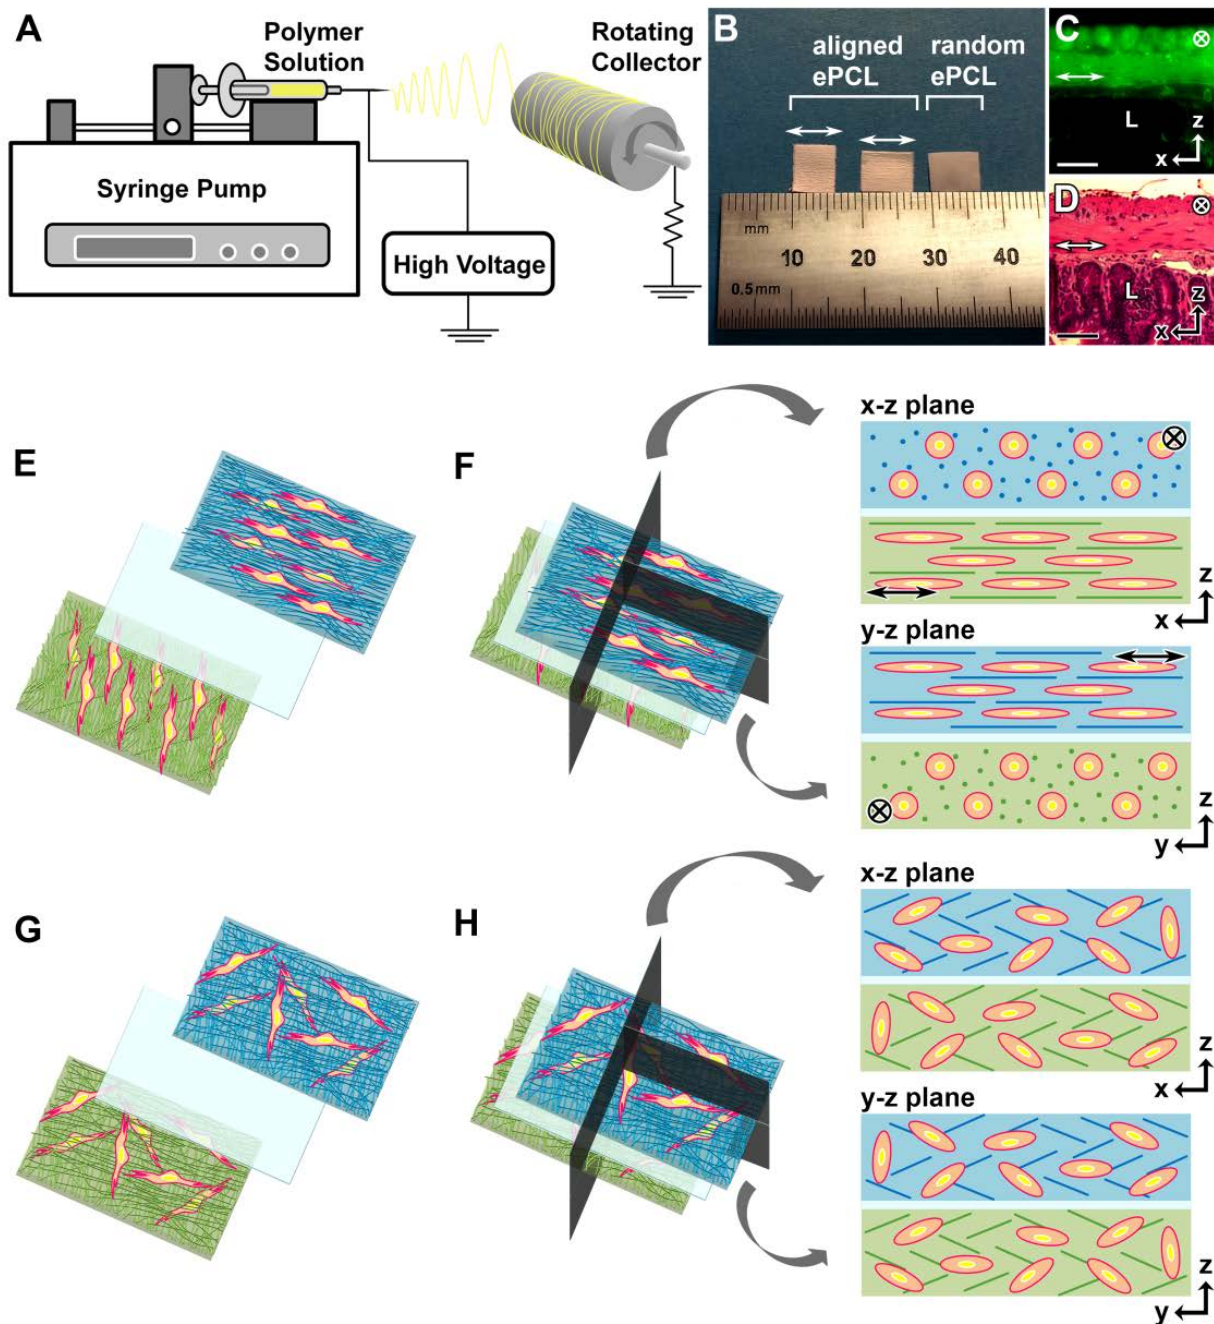 A
Polymer
Solution
Rotating
Collector
Syringe Pump
High Voltage
B
aligned
ePCL
random
ePCL
mm
10 20 30 40
0.5 mm
C
L
z
x
D
L
z
x
E
F
x-z plane
z
x
y-z plane
z
y
G
H
x-z plane
z
x
y-z plane
z
y